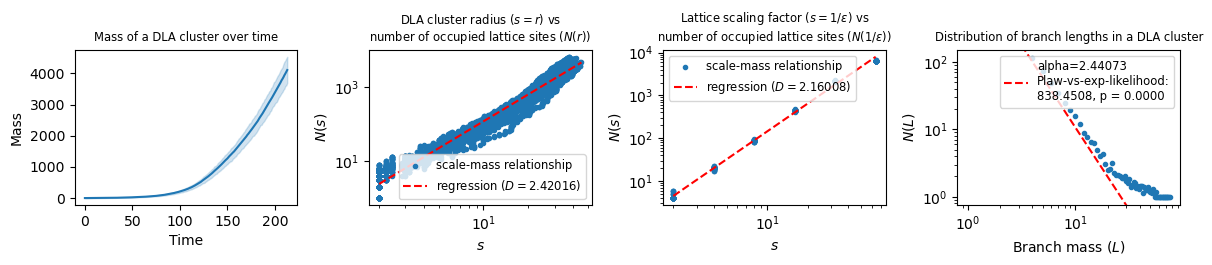 Mass of a DLA cluster over time
Mass
4000
3000
2000
1000
0
0 50 100 150 200
Time
DLA cluster radius (s = r) vs
number of occupied lattice sites (N(r))
N(s)
10³
10¹
scale-mass relationship
regression (D = 2.42016)
10¹
s
Lattice scaling factor (s = 1/ε) vs
number of occupied lattice sites (N(1/ε))
N(s)
10⁴
10³
10²
10¹
scale-mass relationship
regression (D = 2.16008)
10¹
s
Distribution of branch lengths in a DLA cluster
N(L)
10²
10¹
10⁰
alpha=2.44073
Plaw-vs-exp-likelihood:
838.4508, p = 0.0000
10⁰ 10¹
Branch mass (L)